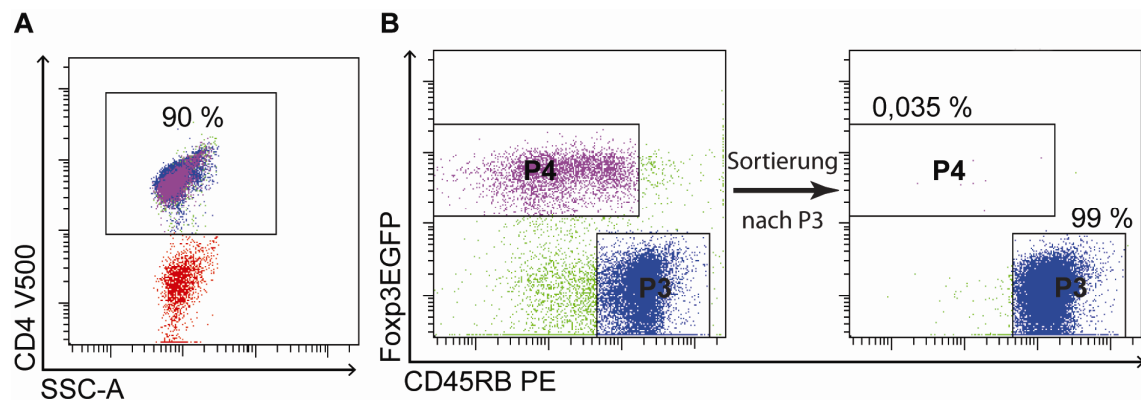 A
90 %
CD4 V500
SSC-A
B
P4
P3
Foxp3EGFP
CD45RB PE
Sortierung
nach P3
0,035 %
P4
99 %
P3